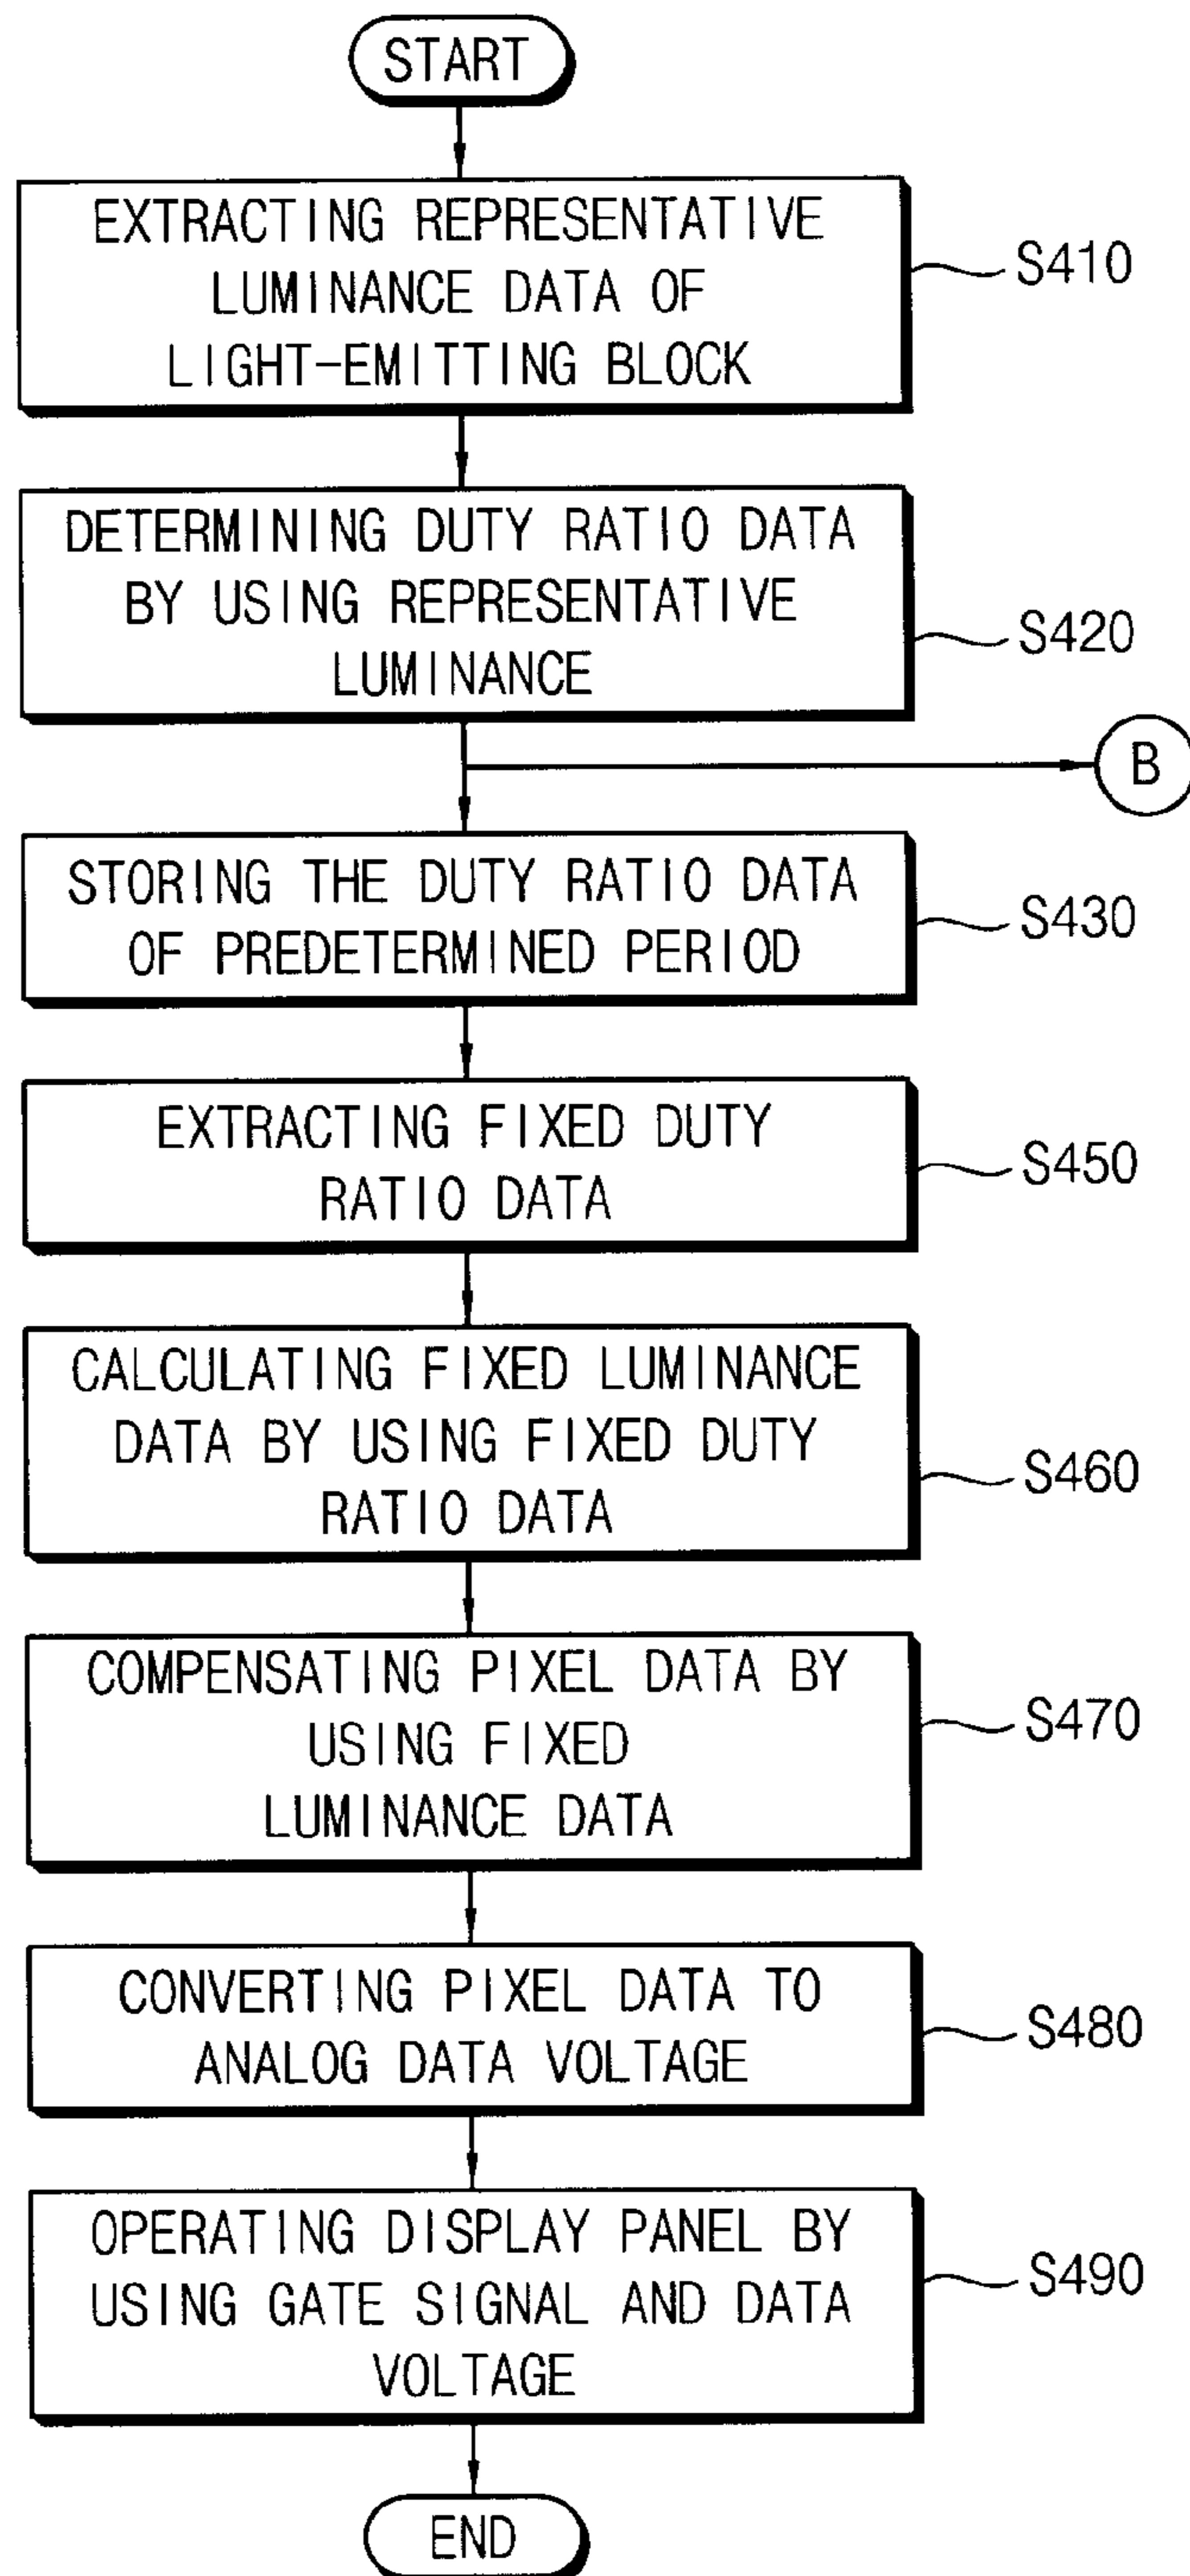 START
EXTRACTING REPRESENTATIVE
LUMINANCE DATA OF
LIGHT-EMITTING BLOCK
S410
DETERMINING DUTY RATIO DATA
BY USING REPRESENTATIVE
LUMINANCE
S420
B
STORING THE DUTY RATIO DATA
OF PREDETERMINED PERIOD
S430
EXTRACTING FIXED DUTY
RATIO DATA
S450
CALCULATING FIXED LUMINANCE
DATA BY USING FIXED DUTY
RATIO DATA
S460
COMPENSATING PIXEL DATA BY
USING FIXED
LUMINANCE DATA
S470
CONVERTING PIXEL DATA TO
ANALOG DATA VOLTAGE
S480
OPERATING DISPLAY PANEL BY
USING GATE SIGNAL AND DATA
VOLTAGE
S490
END